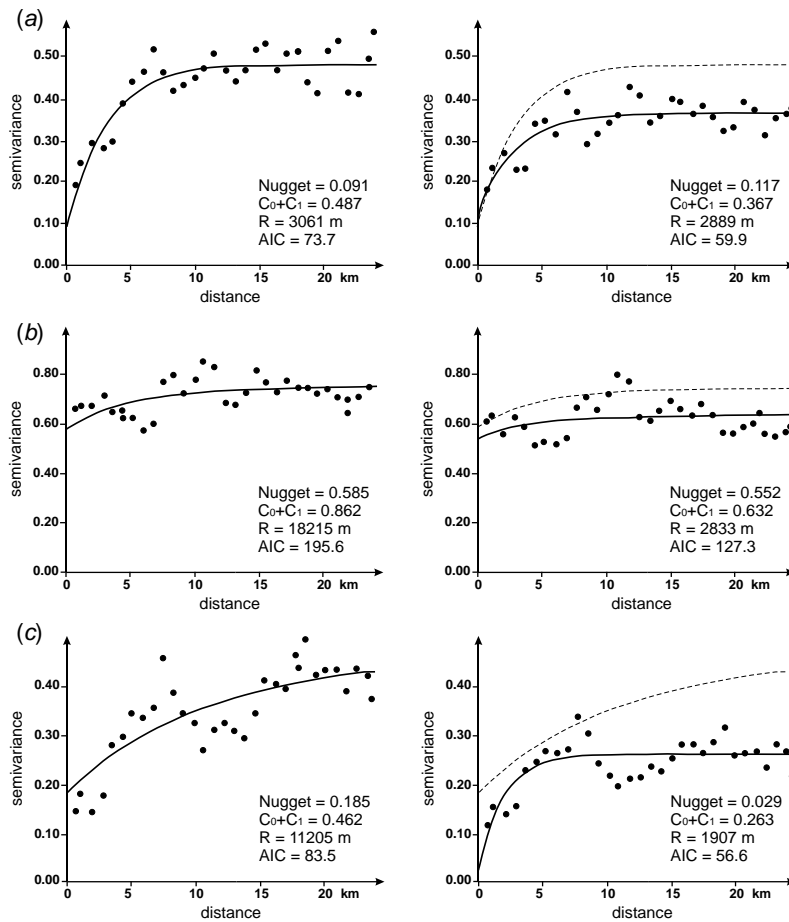 (a)
0.50
0.40
0.30
0.20
0.10
0.00
semivariance
Nugget = 0.091
C0+C1 = 0.487
R = 3061 m
AIC = 73.7
0 5 10 15 20 km
distance
0.50
0.40
0.30
0.20
0.10
0.00
semivariance
Nugget = 0.117
C0+C1 = 0.367
R = 2889 m
AIC = 59.9
0 5 10 15 20 km
distance
(b)
0.80
0.60
0.40
0.20
0.00
semivariance
Nugget = 0.585
C0+C1 = 0.862
R = 18215 m
AIC = 195.6
0 5 10 15 20 km
distance
0.80
0.60
0.40
0.20
0.00
semivariance
Nugget = 0.552
C0+C1 = 0.632
R = 2833 m
AIC = 127.3
0 5 10 15 20 km
distance
(c)
0.40
0.30
0.20
0.10
0.00
semivariance
Nugget = 0.185
C0+C1 = 0.462
R = 11205 m
AIC = 83.5
0 5 10 15 20 km
distance
0.40
0.30
0.20
0.10
0.00
semivariance
Nugget = 0.029
C0+C1 = 0.263
R = 1907 m
AIC = 56.6
0 5 10 15 20 km
distance